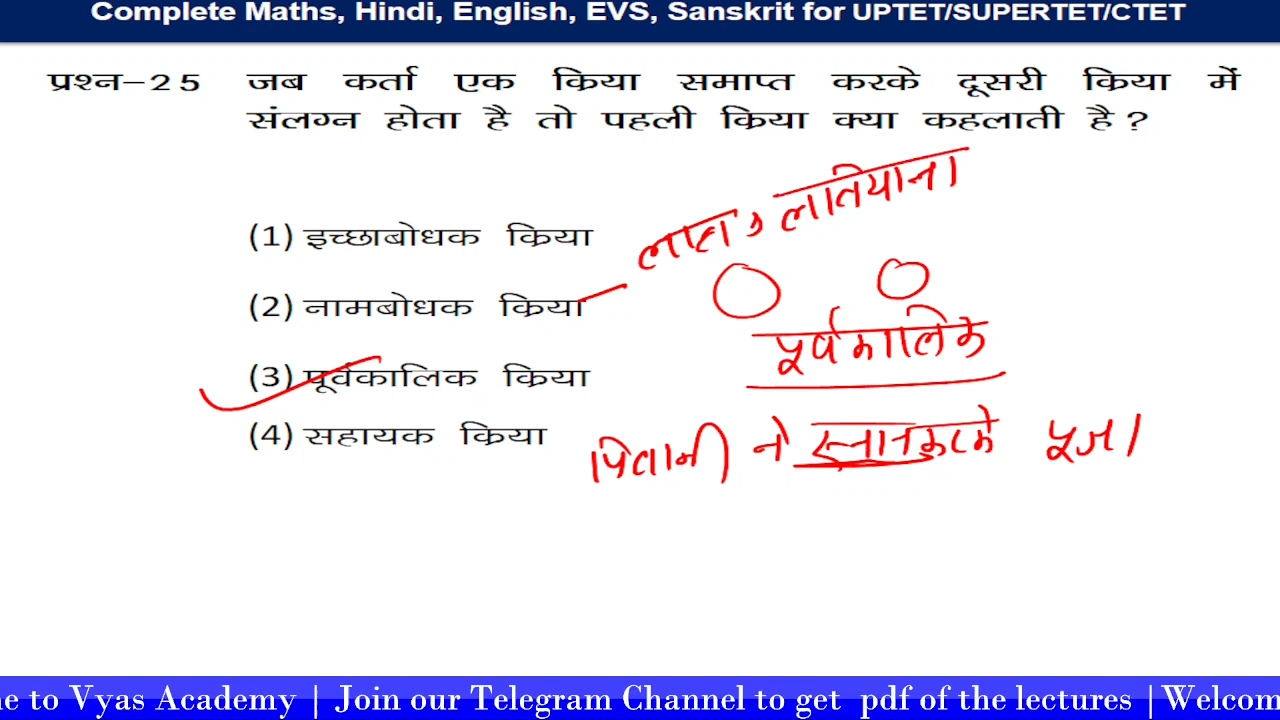 Complete Maths, Hindi, English, EVS, Sanskrit for UPTET/SUPERTET/CTET
प्रश्न–25 जब कर्ता एक क्रिया समाप्त करके दूसरी क्रिया में
संलग्न होता है तो पहली क्रिया क्या कहलाती है ?
लात > लातियाना
(1) इच्छाबोधक क्रिया
(2) नामबोधक क्रिया
पूर्वकालिक
(3) पूर्वकालिक क्रिया
(4) सहायक क्रिया
पिताजी ने स्नान करके पूजा
ne to Vyas Academy | Join our Telegram Channel to get pdf of the lectures | Welcom